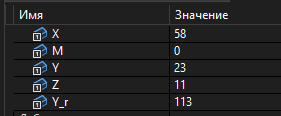 Имя Значение
X 58
M 0
Y 23
Z 11
Y_r 113